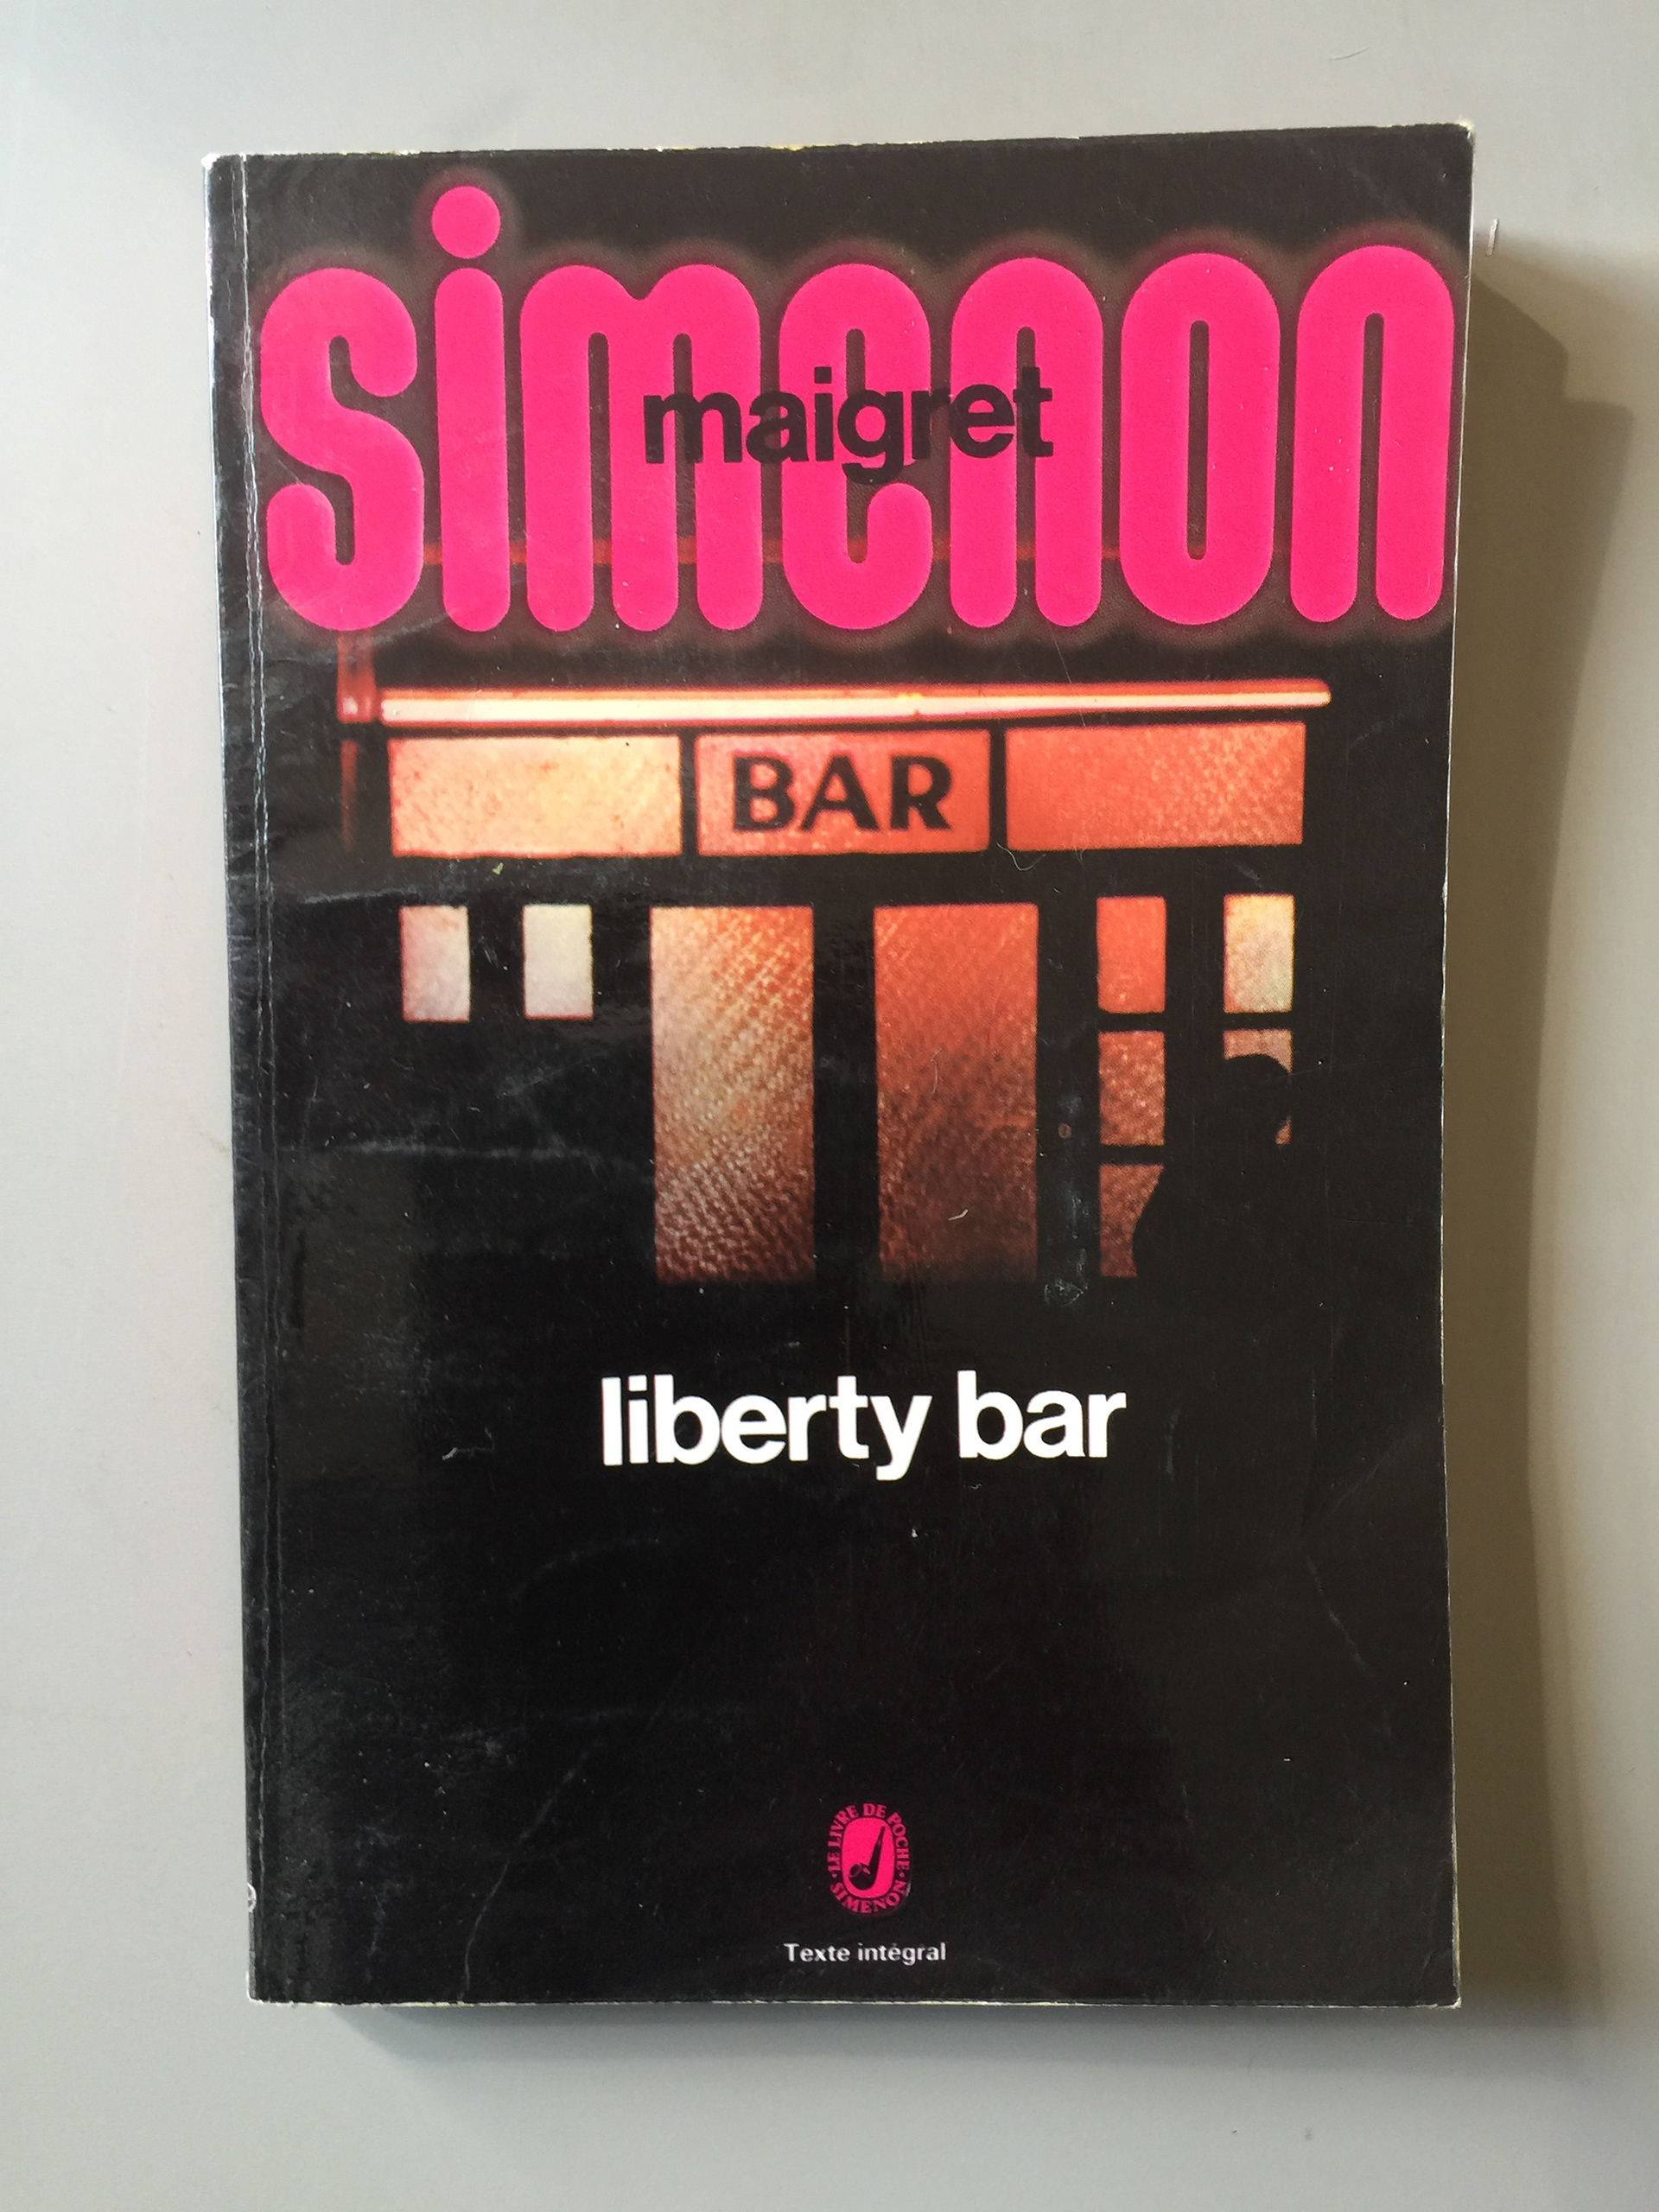 simenon
maigret
BAR
liberty bar
LE LIVRE DE POCHE
SIMENON
Texte intégral